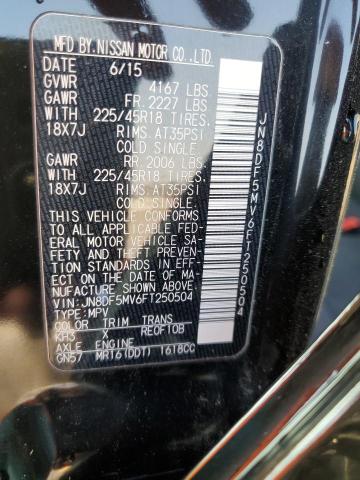 MFD BY NISSAN MOTOR CO.,LTD.
DATE 6/15
GVWR 4167 LBS
GAWR FR. 2227 LBS
WITH 225/45R18 TIRES.
18X7J RIMS.AT35PSI
COLD SINGLE.
GAWR RR.2006 LBS
WITH 225/45R18 TIRES.
18X7J RIMS.AT35PSI
COLD SINGLE.
THIS VEHICLE CONFORMS
TO ALL APPLICABLE FED-
ERAL MOTOR VEHICLE SA-
FETY AND THEFT PREVEN-
TION STANDARDS IN EFF-
ECT ON THE DATE OF MA-
NUFACTURE SHOWN ABOVE.
VIN:JN8DF5MV6FT250504
TYPE:MPV
COLOR TRIM TRANS
KH3 X RE0F10B
AXLE ENGINE
GN57 MR16(DDT) 1618CC
JN8DF5MV6FT250504